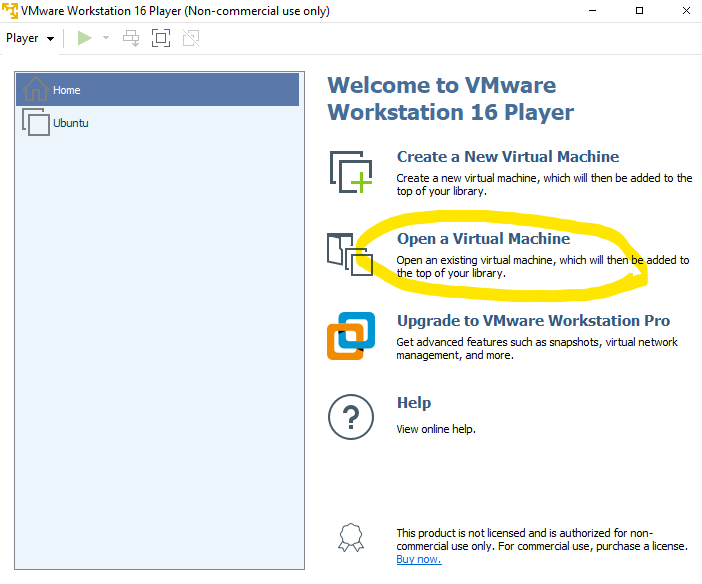 VMware Workstation 16 Player (Non-commercial use only)
Player
Home
Ubuntu
Welcome to VMware
Workstation 16 Player
Create a New Virtual Machine
Create a new virtual machine, which will then be added to the
top of your library.
Open a Virtual Machine
Open an existing virtual machine, which will then be added to
the top of your library.
Upgrade to VMware Workstation Pro
Get advanced features such as snapshots, virtual network
management, and more.
Help
View online help.
This product is not licensed and is authorized for non-
commercial use only. For commercial use, purchase a license.
Buy now.